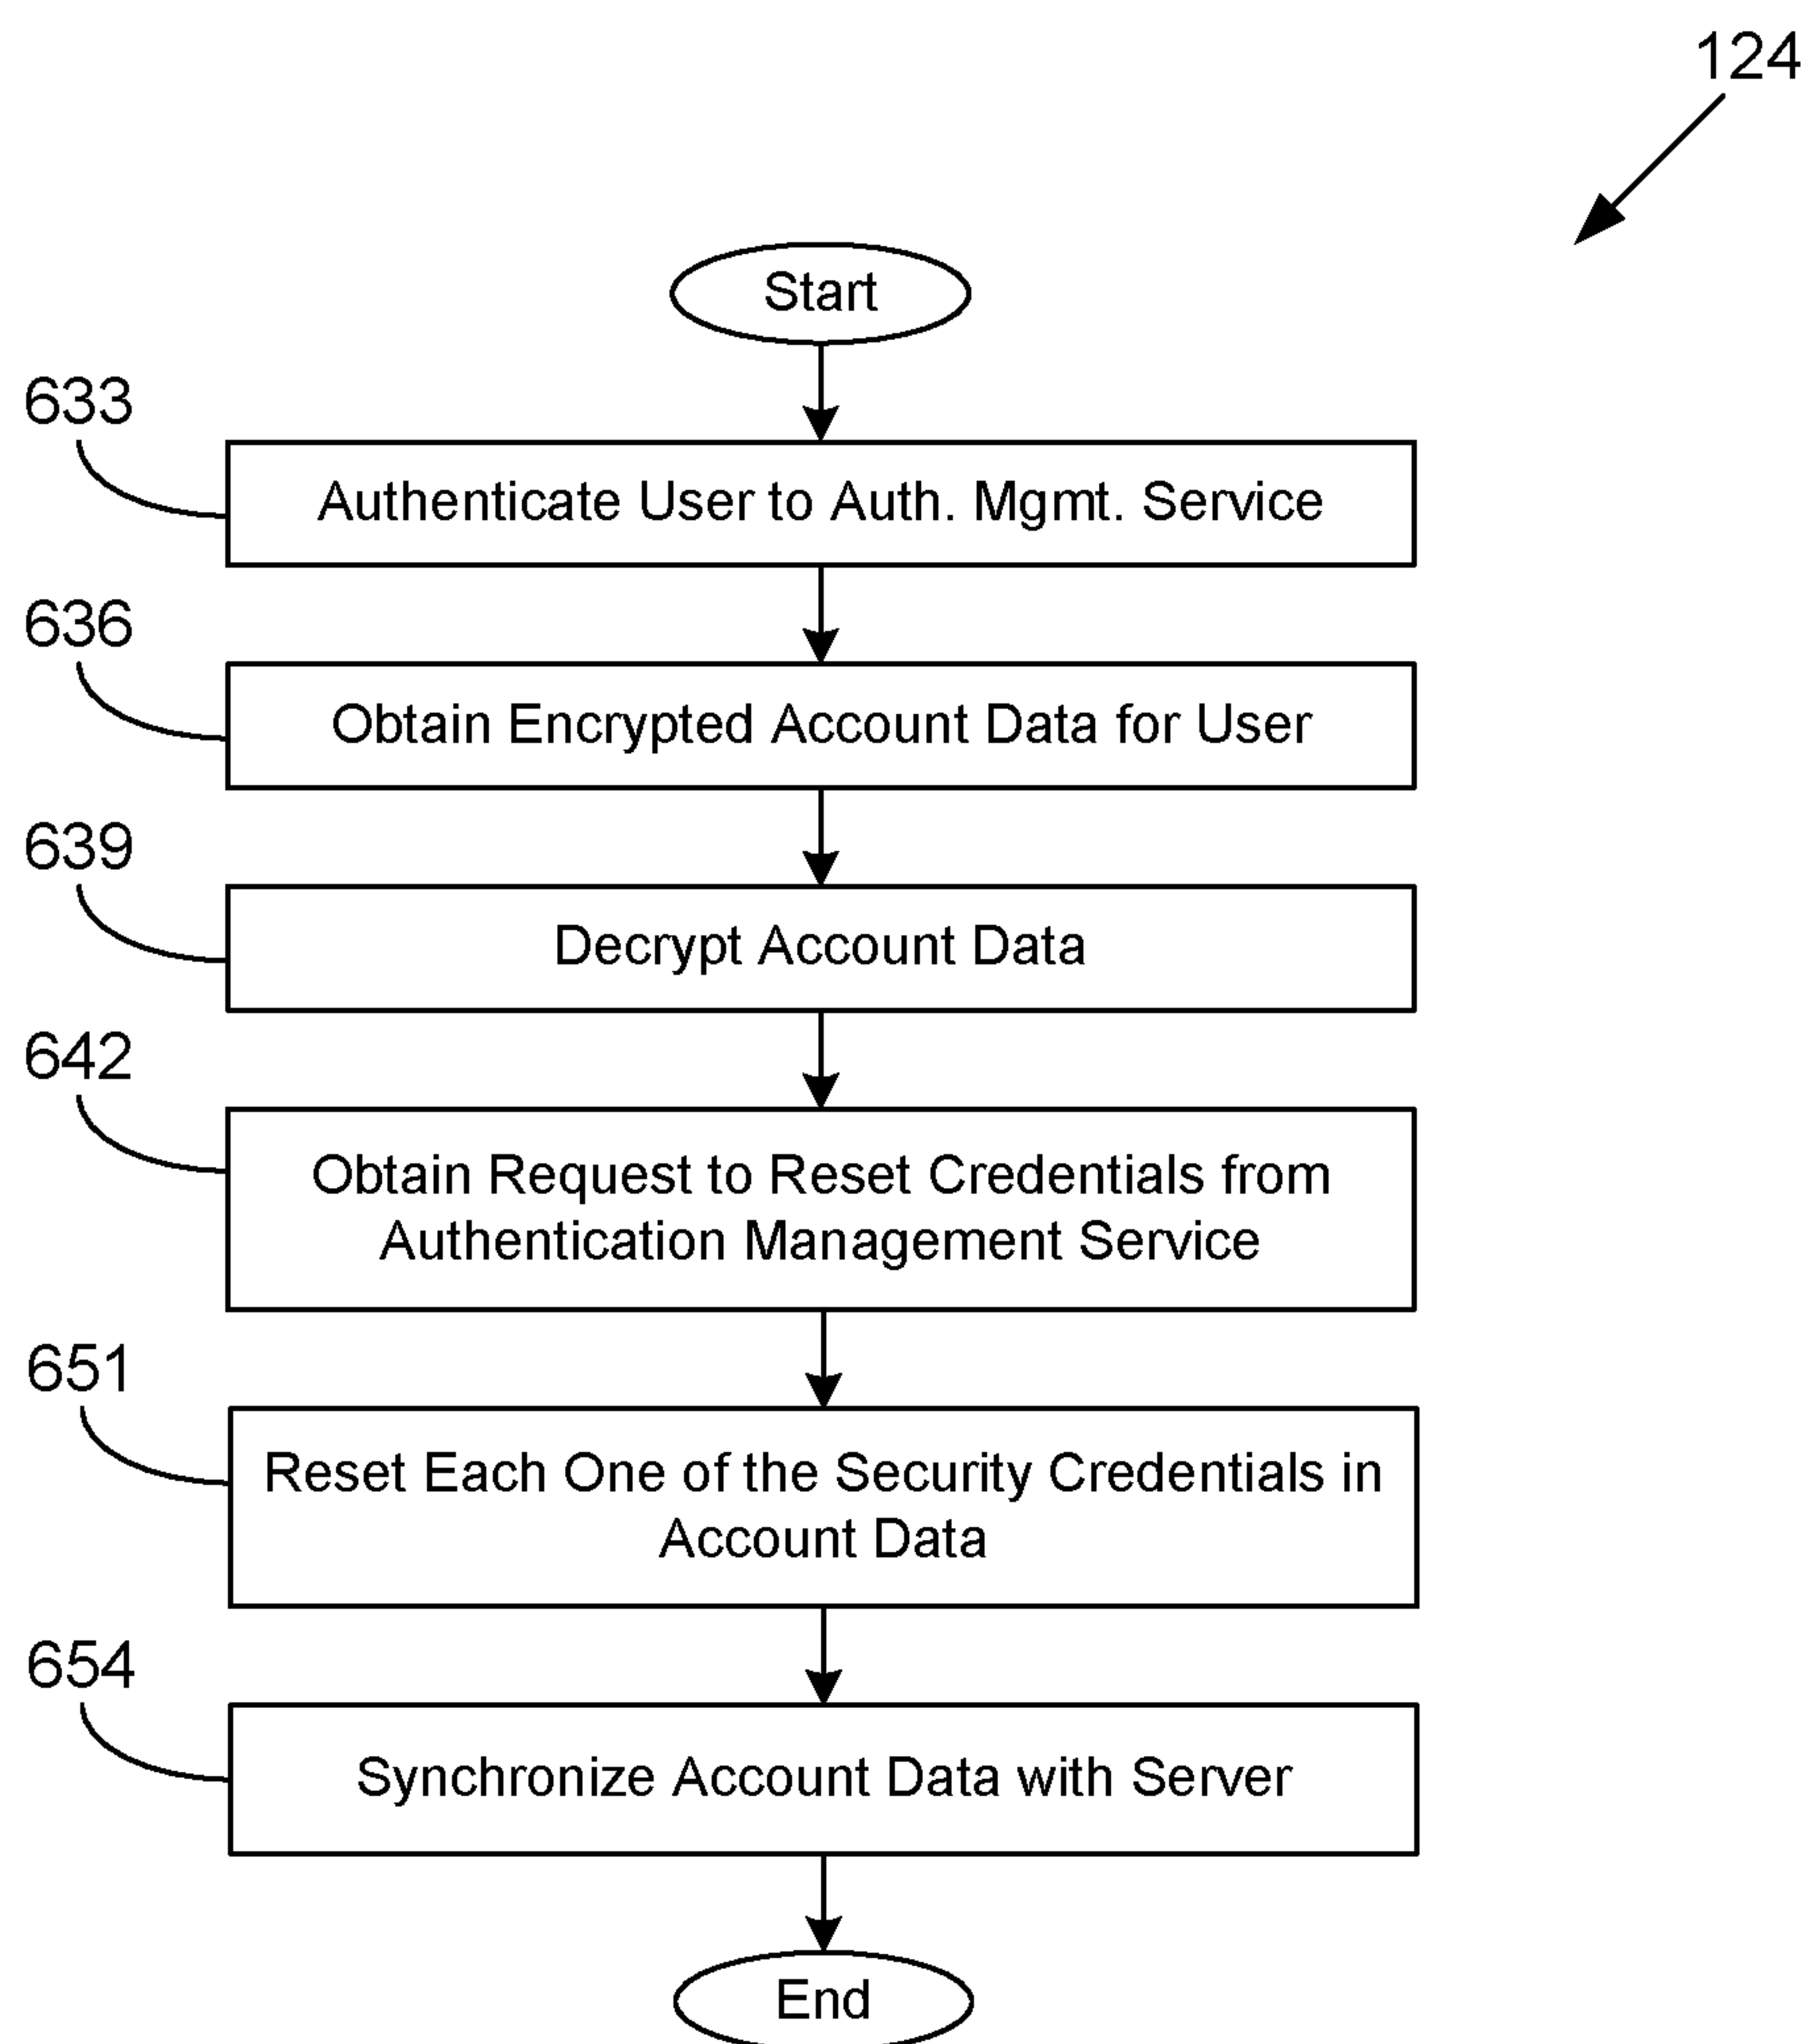 124
Start
633
Authenticate User to Auth. Mgmt. Service
636
Obtain Encrypted Account Data for User
639
Decrypt Account Data
642
Obtain Request to Reset Credentials from
Authentication Management Service
651
Reset Each One of the Security Credentials in
Account Data
654
Synchronize Account Data with Server
End